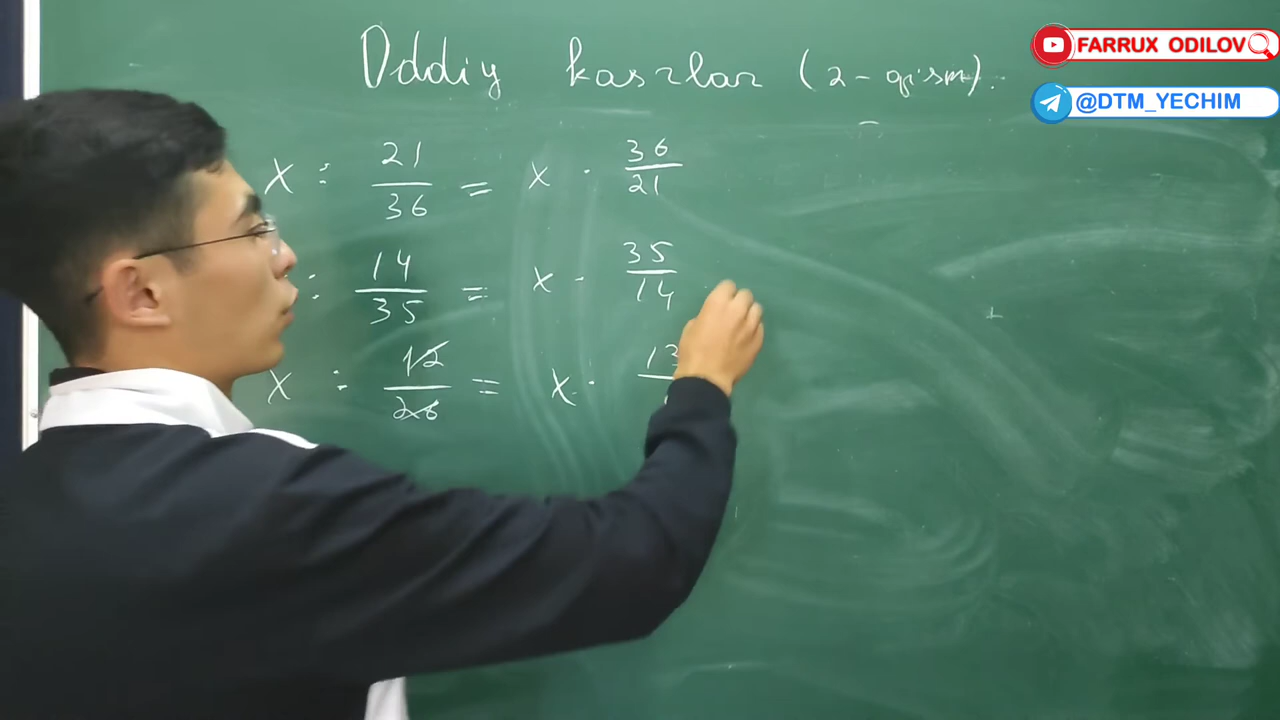 FARRUX ODILOV
@DTM_YECHIM
Oddiy kasrlar (2-qism).
x : 21/36 = x · 36/21
: 14/35 = x · 35/14
x : 12/26 = x · 13